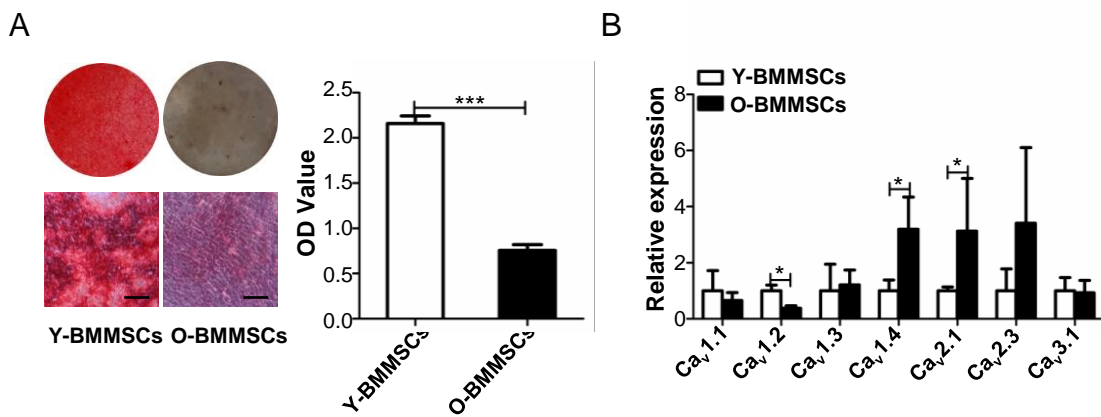 A
Y-BMMSCs O-BMMSCs
OD Value
2.5
2.0
1.5
1.0
0.5
0.0
***
Y-BMMSCs
O-BMMSCs
B
Y-BMMSCs
O-BMMSCs
Relative expression
8
6
4
2
0
*
*
*
Cav1.1
Cav1.2
Cav1.3
Cav1.4
Cav2.1
Cav2.3
Cav3.1